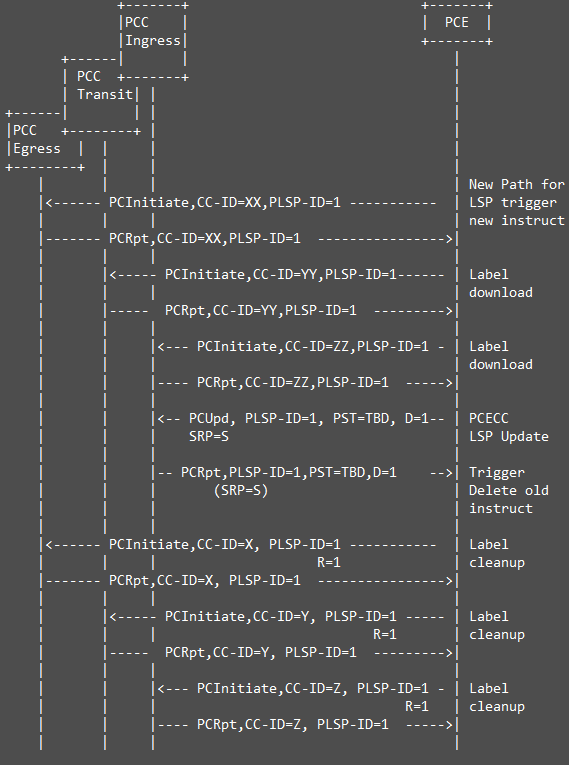 +-------+                              +-------+
                |PCC    |                              |  PCE  |
                |Ingress|                              +-------+
         +------|       |                                  |
         | PCC  +-------+                                  |
         | Transit| |                                      |
  +------|        | |                                      |
  |PCC   +--------+ |                                      |
  |Egress  |  |     |                                      |
  +--------+  |     |                                      |
      |       |     |                                      | New Path for
      |<------ PCInitiate,CC-ID=XX,PLSP-ID=1 -----------   | LSP trigger
      |       |     |                                      | new instruct
      |------- PCRpt,CC-ID=XX,PLSP-ID=1  ---------------->|
      |       |     |                                      |
      |       |<----- PCInitiate,CC-ID=YY,PLSP-ID=1------  | Label
      |       |     |                                      | download
      |       |-----  PCRpt,CC-ID=YY,PLSP-ID=1  --------->|
      |       |     |                                      |
      |       |     |<--- PCInitiate,CC-ID=ZZ,PLSP-ID=1 -  | Label
      |       |     |                                      | download
      |       |     |---- PCRpt,CC-ID=ZZ,PLSP-ID=1  ----->|
      |       |     |                                      |
      |       |     |<-- PCUpd, PLSP-ID=1, PST=TBD, D=1--  | PCECC
      |       |     |    SRP=S                             | LSP Update
      |       |     |                                      |
      |       |     |-- PCRpt,PLSP-ID=1,PST=TBD,D=1    -->| Trigger
      |       |     |       (SRP=S)                        | Delete old
      |       |     |                                      | instruct
      |       |     |                                      |
      |<------ PCInitiate,CC-ID=X, PLSP-ID=1 -----------   | Label
      |       |     |                    R=1               | cleanup
      |------- PCRpt,CC-ID=X, PLSP-ID=1  ---------------->|
      |       |     |                                      |
      |       |<----- PCInitiate,CC-ID=Y, PLSP-ID=1 -----  | Label
      |       |     |                          R=1         | cleanup
      |       |-----  PCRpt,CC-ID=Y, PLSP-ID=1  --------->|
      |       |     |                                      |
      |       |     |<--- PCInitiate,CC-ID=Z, PLSP-ID=1 -  | Label
      |       |     |                              R=1     | cleanup
      |       |     |---- PCRpt,CC-ID=Z, PLSP-ID=1  ----->|
      |       |     |                                      |